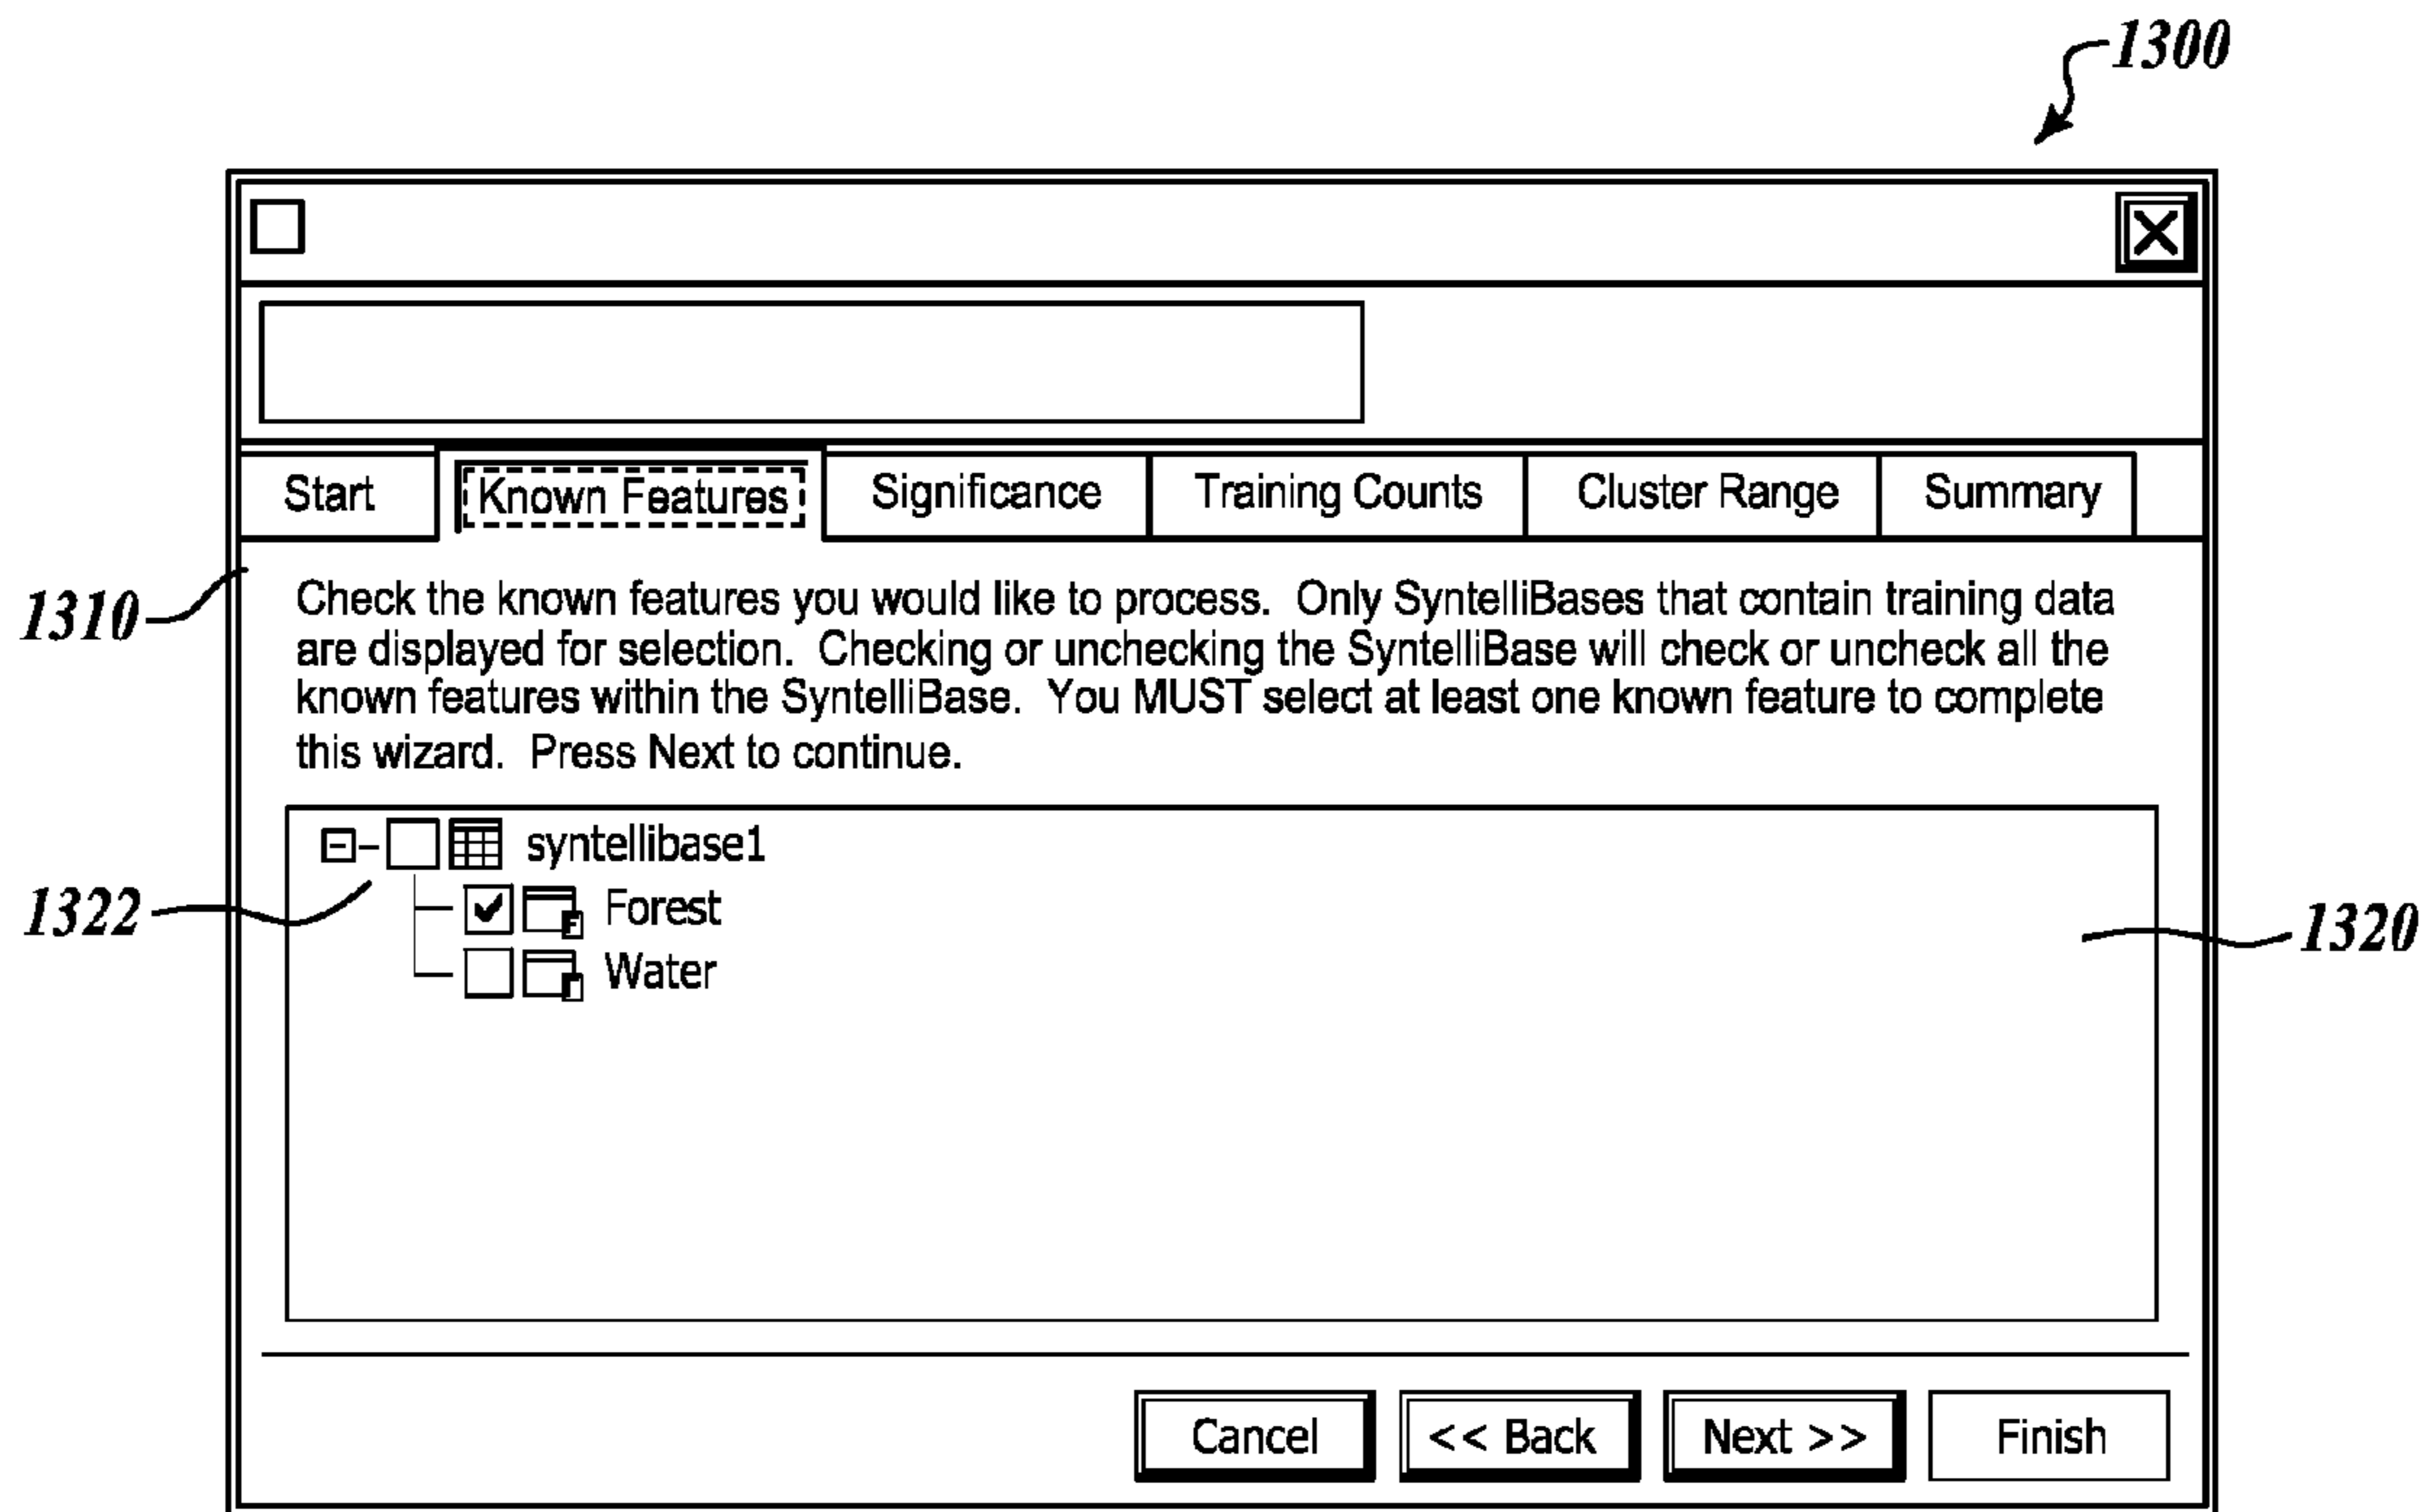 1300
Start Known Features Significance Training Counts Cluster Range Summary
1310
Check the known features you would like to process. Only SyntelliBases that contain training data
are displayed for selection. Checking or unchecking the SyntelliBase will check or uncheck all the
known features within the SyntelliBase. You MUST select at least one known feature to complete
this wizard. Press Next to continue.
syntellibase1
1322
Forest
F
1320
Water
Cancel << Back Next >> Finish